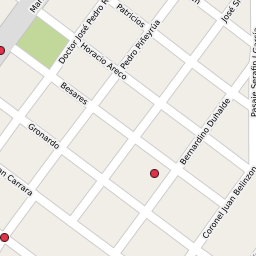 Patricios
José S
Doctor José Pedro R
Pedro Piñeyrúa
Horacio Areco
Pasaje Serafín J. García
Besares
Bernardino Duhalde
Gronardo
n Carrara
Coronel Juan Belinzon